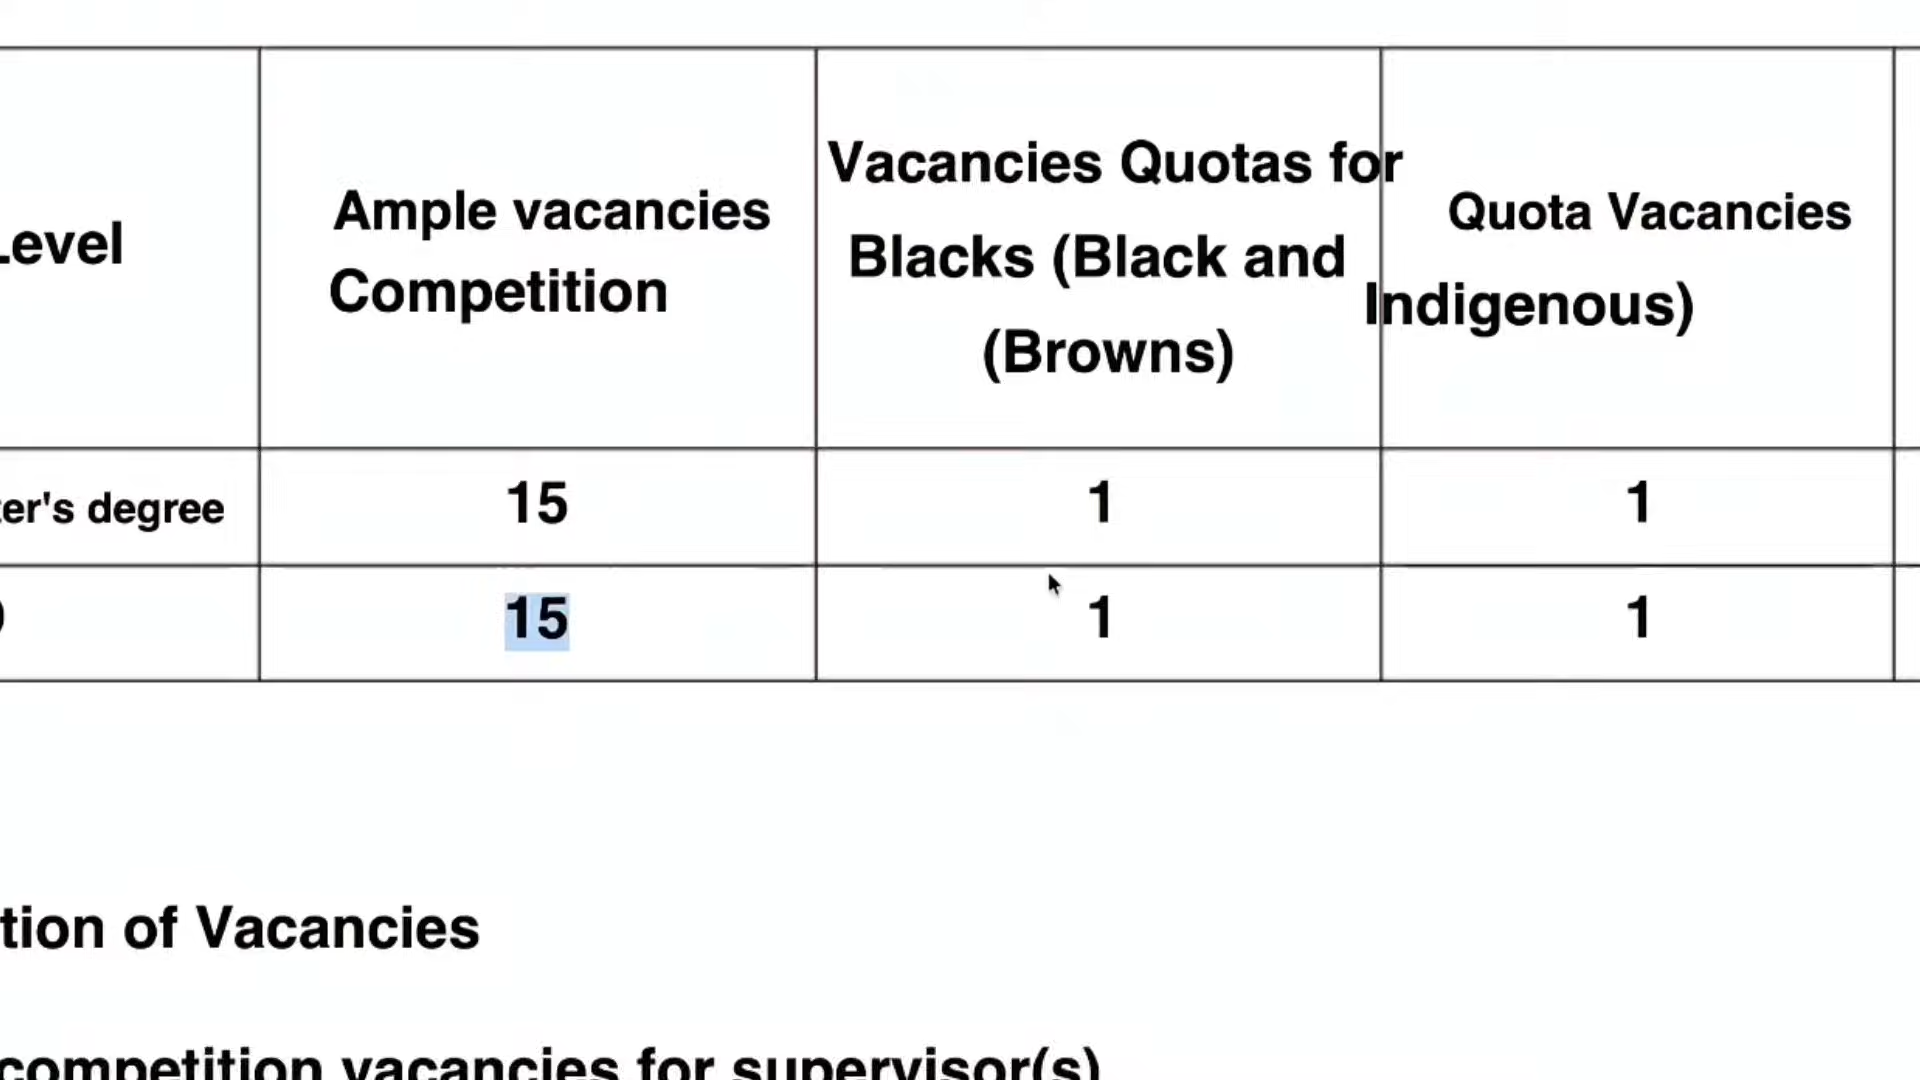 Level
Ample vacancies
Competition
Vacancies Quotas for
Blacks (Black and
(Browns)
Quota Vacancies
Indigenous)
ter's degree
15
1
1
)
15
1
1
tion of Vacancies
competition vacancies for supervisor(s)